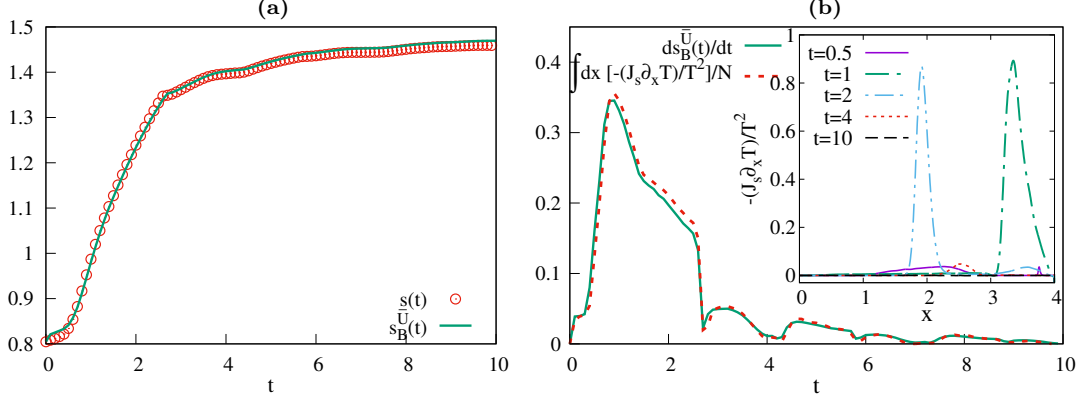 (a)
1.5
1.4
1.3
1.2
1.1
1
0.9
0.8
0
2
4
6
8
10
t
s(t)
s_B^Ū(t)
(b)
0.4
0.3
0.2
0.1
0
0
2
4
6
8
10
t
ds_B^Ū(t)/dt
∫dx [-(J_s∂_xT)/T^2]/N
1
0.8
0.6
0.4
0.2
0
0
1
2
3
4
x
-(J_s∂_xT)/T^2
t=0.5
t=1
t=2
t=4
t=10